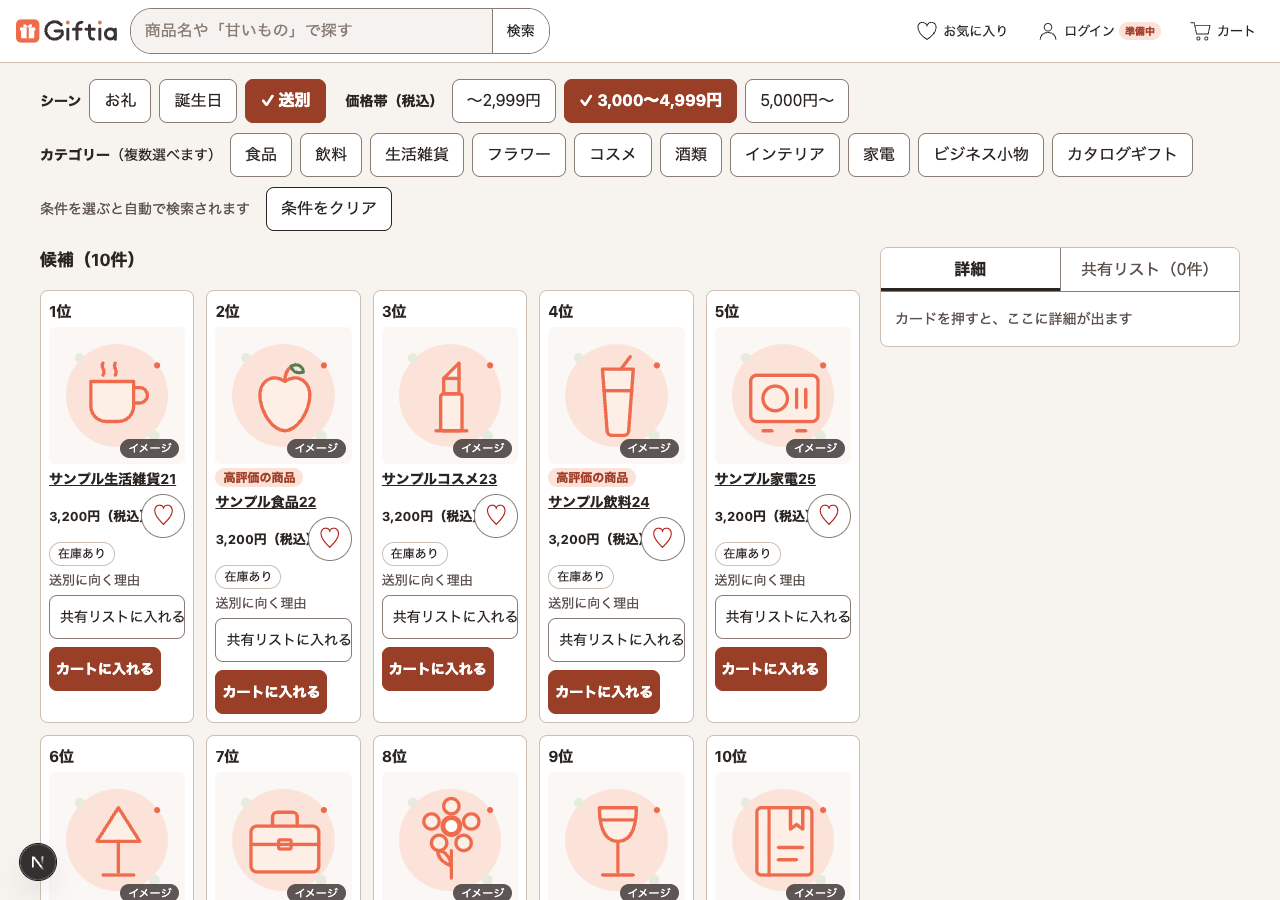 Giftia
商品名や「甘いもの」で探す
検索
お気に入り
ログイン 準備中
カート
シーン お礼 誕生日 送別 価格帯（税込） 〜2,999円 3,000〜4,999円 5,000円〜
カテゴリー（複数選べます） 食品 飲料 生活雑貨 フラワー コスメ 酒類 インテリア 家電 ビジネス小物 カタログギフト
条件を選ぶと自動で検索されます 条件をクリア
候補（10件）
詳細 共有リスト（0件）
カードを押すと、ここに詳細が出ます
1位
イメージ
サンプル生活雑貨21
3,200円（税込）
在庫あり
送別に向く理由
共有リストに入れる
カートに入れる
2位
イメージ
高評価の商品
サンプル食品22
3,200円（税込）
在庫あり
送別に向く理由
共有リストに入れる
カートに入れる
3位
イメージ
サンプルコスメ23
3,200円（税込）
在庫あり
送別に向く理由
共有リストに入れる
カートに入れる
4位
イメージ
高評価の商品
サンプル飲料24
3,200円（税込）
在庫あり
送別に向く理由
共有リストに入れる
カートに入れる
5位
イメージ
サンプル家電25
3,200円（税込）
在庫あり
送別に向く理由
共有リストに入れる
カートに入れる
6位
イメージ
7位
イメージ
8位
イメージ
9位
イメージ
10位
イメージ
N